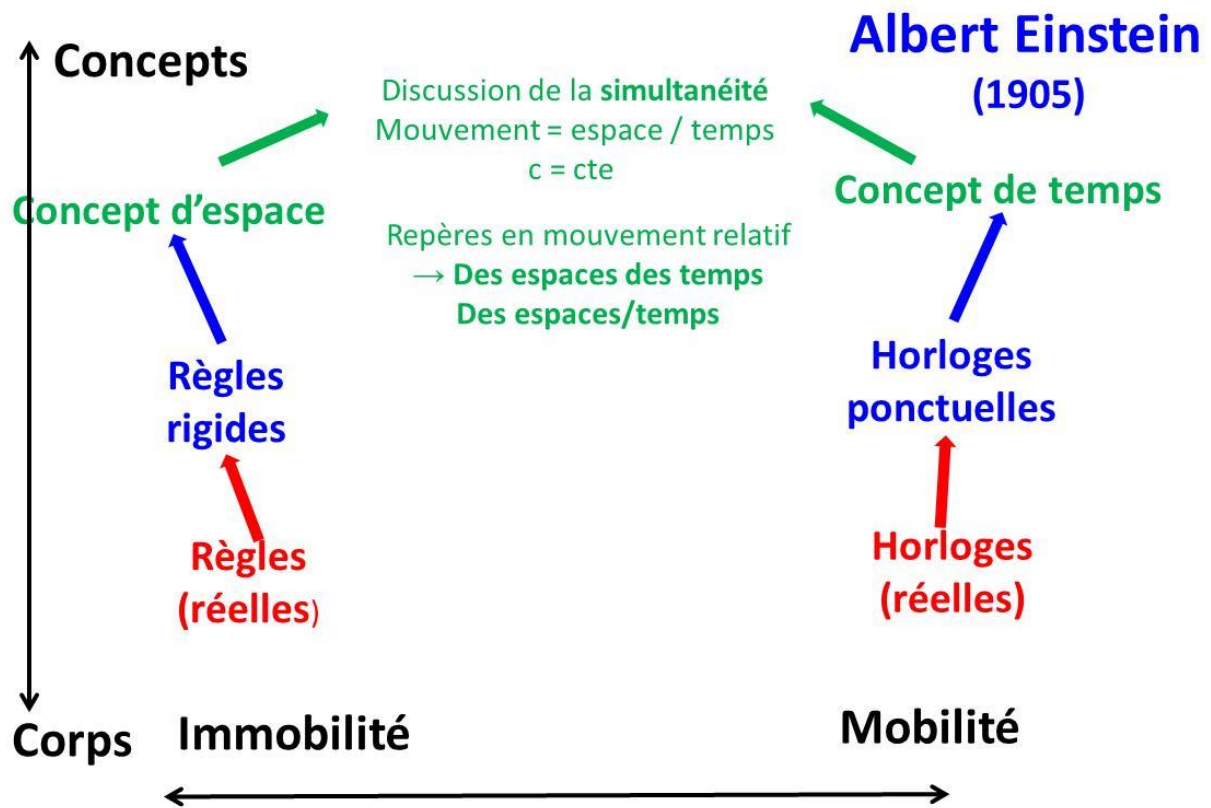 Albert Einstein
(1905)
Concepts
Discussion de la simultanéité
Mouvement = espace / temps
c = cte
Concept d'espace
Concept de temps
Repères en mouvement relatif
→ Des espaces des temps
Des espaces/temps
Règles
rigides
Horloges
ponctuelles
Règles
(réelles)
Horloges
(réelles)
Corps
Immobilité
Mobilité